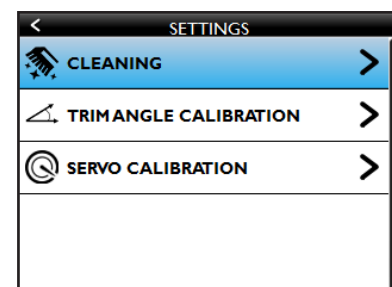 SETTINGS
CLEANING
TRIM ANGLE CALIBRATION
SERVO CALIBRATION